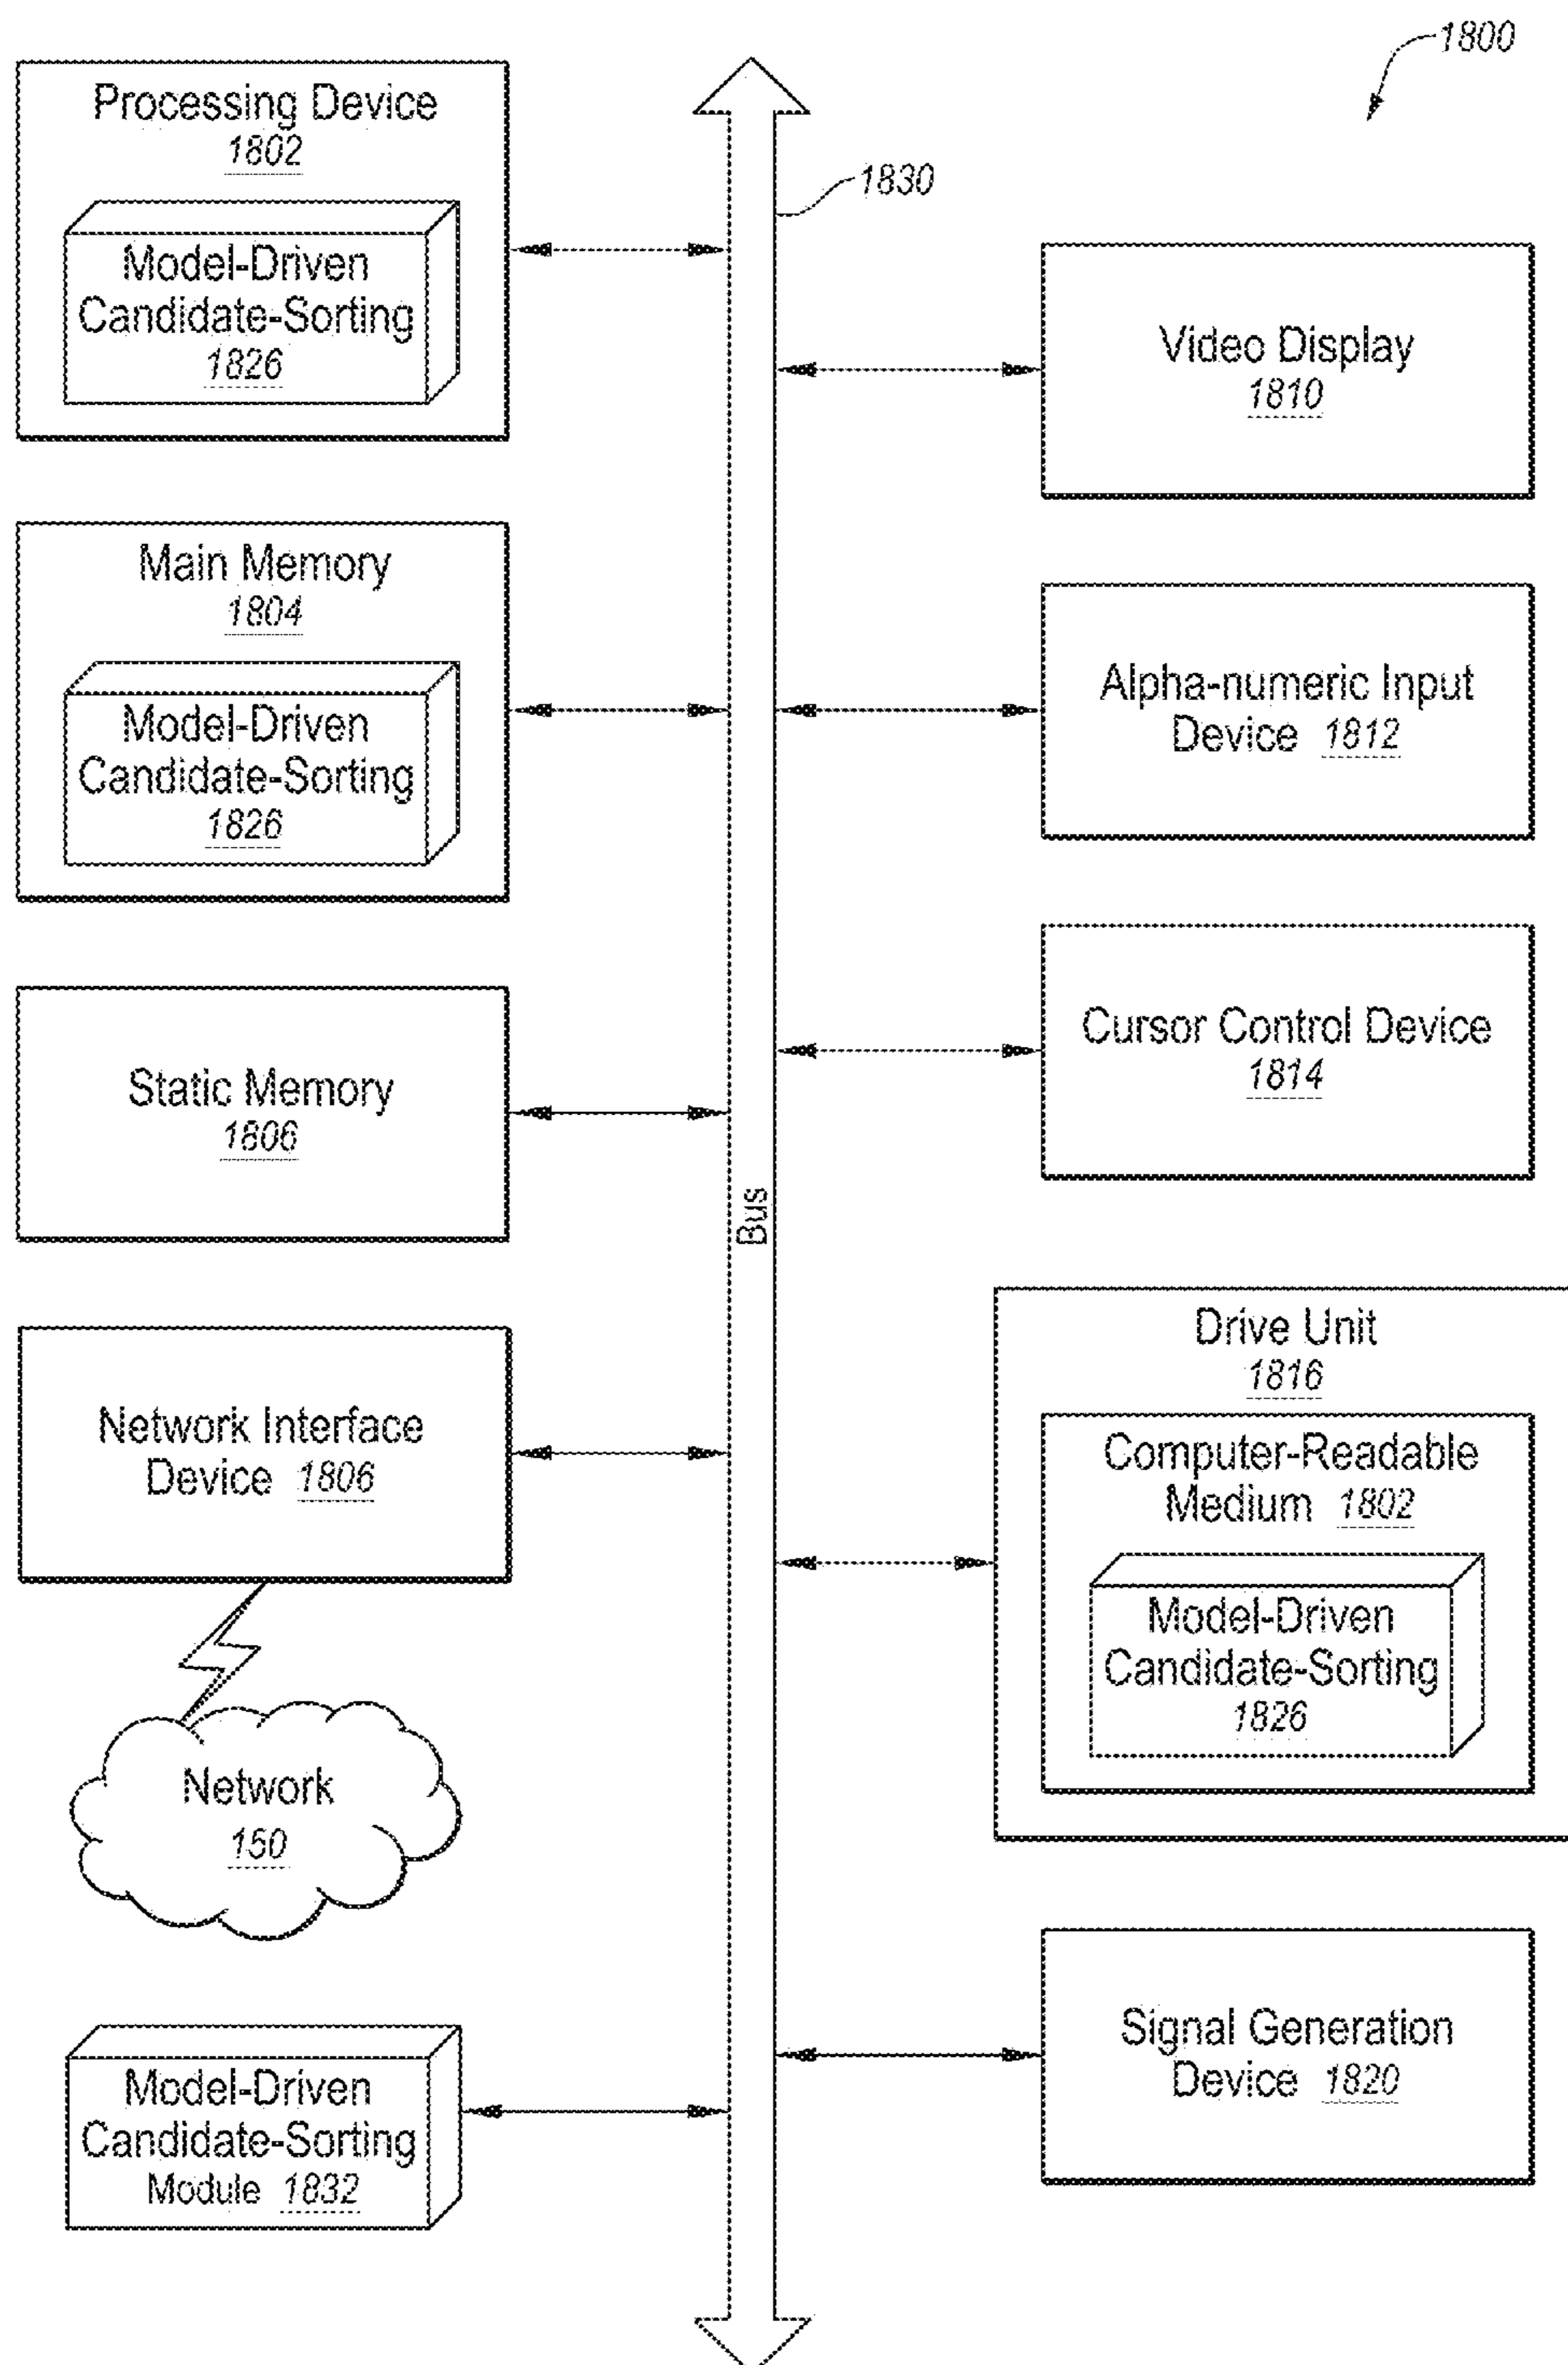 1800
Processing Device
1802
Model-Driven
Candidate-Sorting
1826
1830
Video Display
1810
Main Memory
1804
Model-Driven
Candidate-Sorting
1826
Alpha-numeric Input
Device 1812
Static Memory
1806
Cursor Control Device
1814
Bus
Network Interface
Device 1806
Network
150
Drive Unit
1816
Computer-Readable
Medium 1802
Model-Driven
Candidate-Sorting
1826
Model-Driven
Candidate-Sorting
Module 1832
Signal Generation
Device 1820